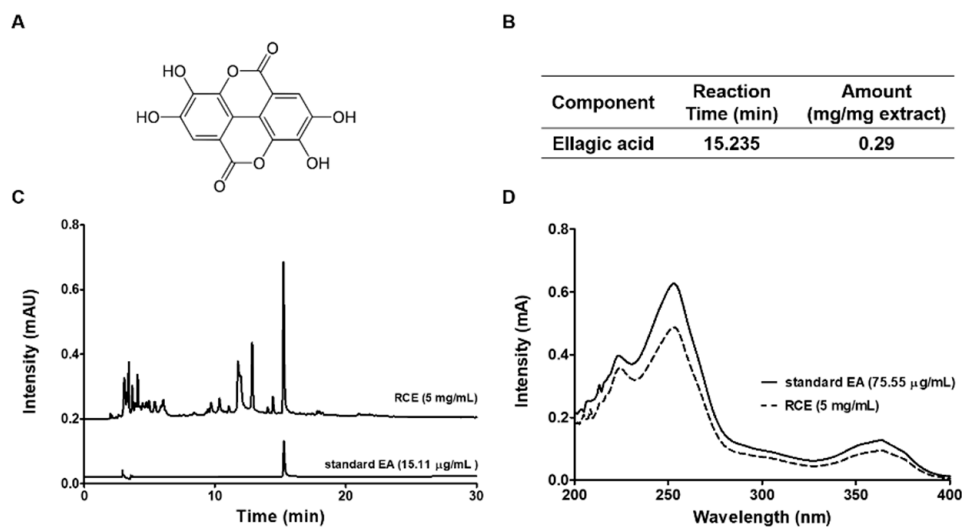 A
O
O
HO
HO
OH
O
OH
O
B
Component Reaction Time (min) Amount (mg/mg extract)
Ellagic acid 15.235 0.29
C
0.8
0.6
0.4
0.2
0.0
Intensity (mAU)
RCE (5 mg/mL)
standard EA (15.11 μg/mL )
0 10 20 30
Time (min)
D
0.8
0.6
0.4
0.2
0.0
Intensity (mA)
standard EA (75.55 μg/mL)
RCE (5 mg/mL)
200 250 300 350 400
Wavelength (nm)